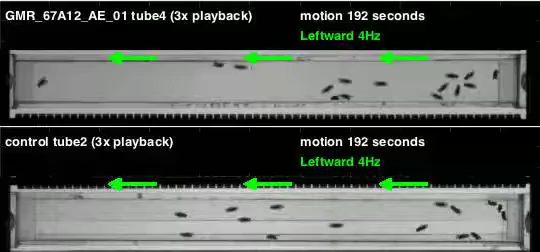 GMR_67A12_AE_01 tube4 (3x playback)
motion 192 seconds
Leftward 4Hz
control tube2 (3x playback)
motion 192 seconds
Leftward 4Hz